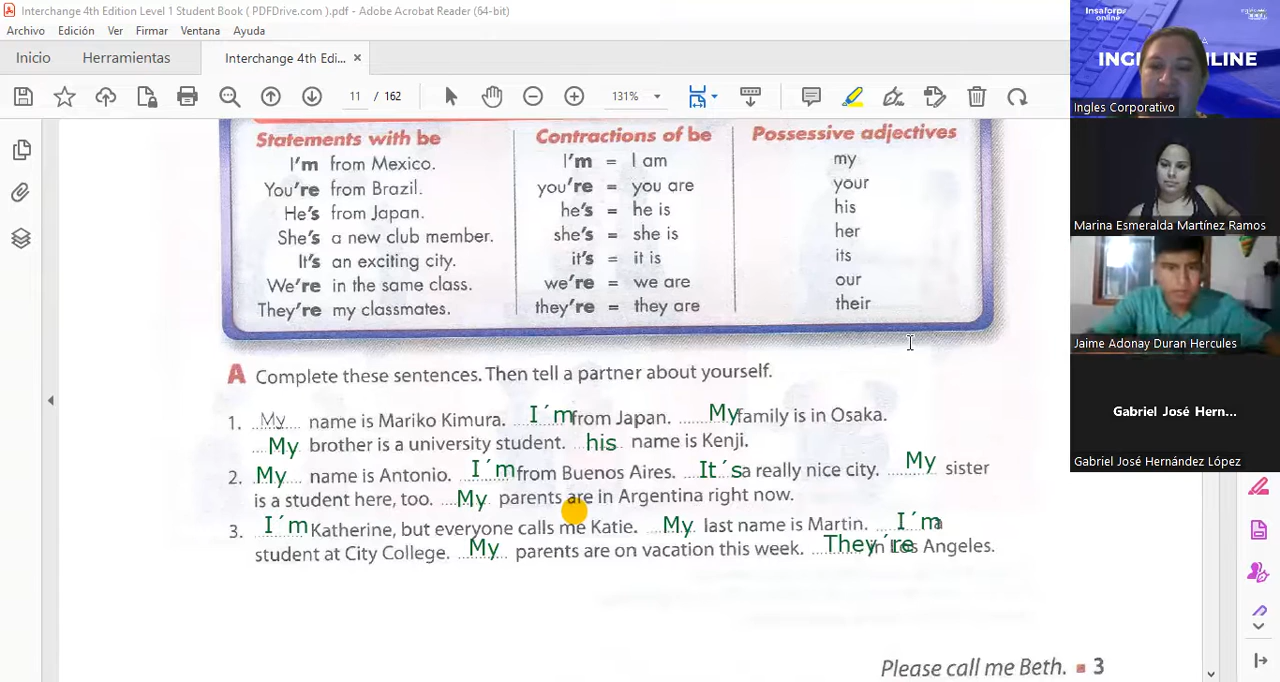 Interchange 4th Edition Level 1 Student Book ( PDFDrive.com ).pdf - Adobe Acrobat Reader (64-bit)
Archivo Edición Ver Firmar Ventana Ayuda
Inicio Herramientas Interchange 4th Edi... ×
11 / 162 131%
Statements with be
I'm from Mexico.
You're from Brazil.
He's from Japan.
She's a new club member.
It's an exciting city.
We're in the same class.
They're my classmates.
Contractions of be
I'm = I am
you're = you are
he's = he is
she's = she is
it's = it is
we're = we are
they're = they are
Possessive adjectives
my
your
his
her
its
our
their
A Complete these sentences. Then tell a partner about yourself.
1. My name is Mariko Kimura. I´m from Japan. My family is in Osaka.
My brother is a university student. his name is Kenji.
2. My name is Antonio. I´m from Buenos Aires. It´s a really nice city. My sister
is a student here, too. My parents are in Argentina right now.
3. I´m Katherine, but everyone calls me Katie. My last name is Martin. I´m a
student at City College. My parents are on vacation this week. They´re in Los Angeles.
Please call me Beth. 3
Insaforp online
INGL ONLINE
Ingles Corporativo
Marina Esmeralda Martínez Ramos
Jaime Adonay Duran Hercules
Gabriel José Hern...
Gabriel José Hernández López